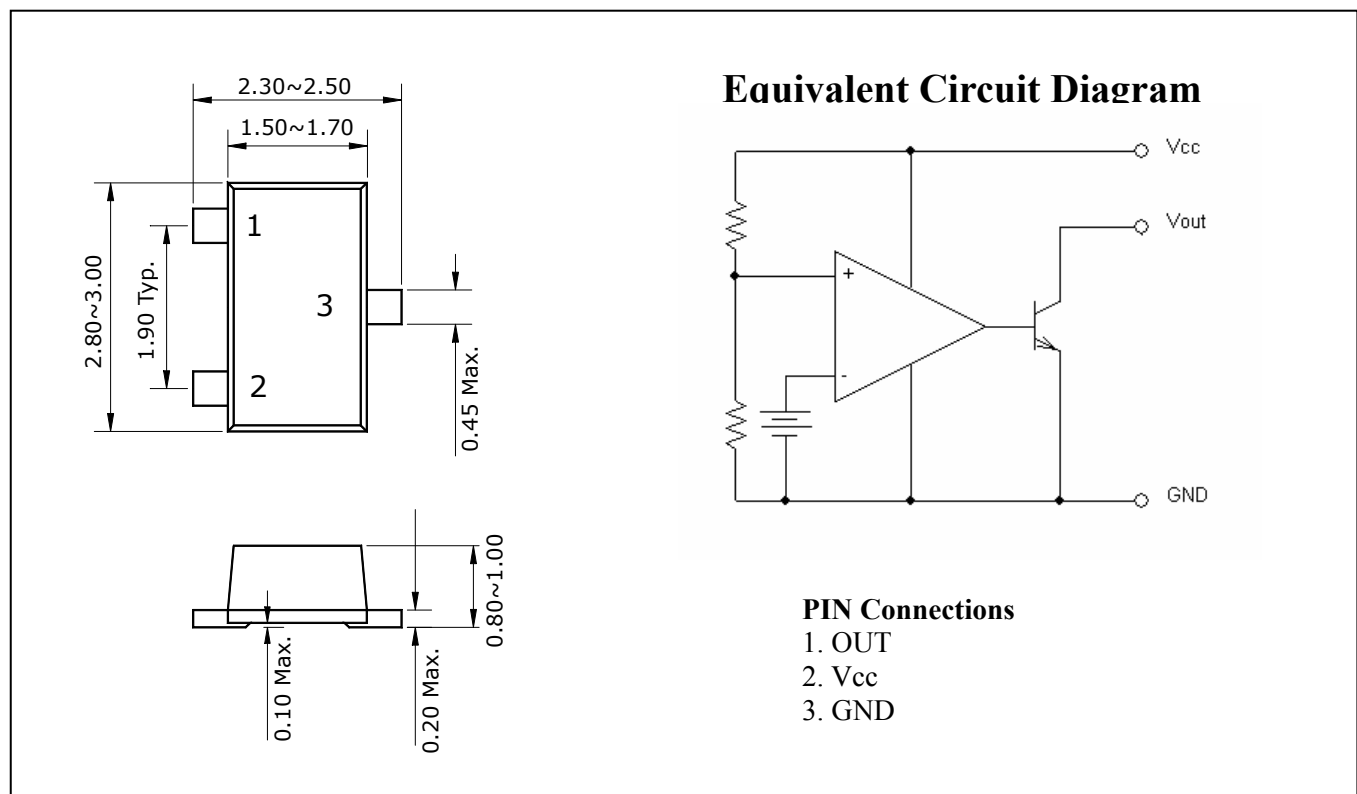 2.30~2.50
1.50~1.70
2.80~3.00
1.90 Typ.
1
2
3
0.45 Max.
0.80~1.00
0.10 Max.
0.20 Max.
Equivalent Circuit Diagram
Vcc
Vout
+
-
GND
PIN Connections
1. OUT
2. Vcc
3. GND